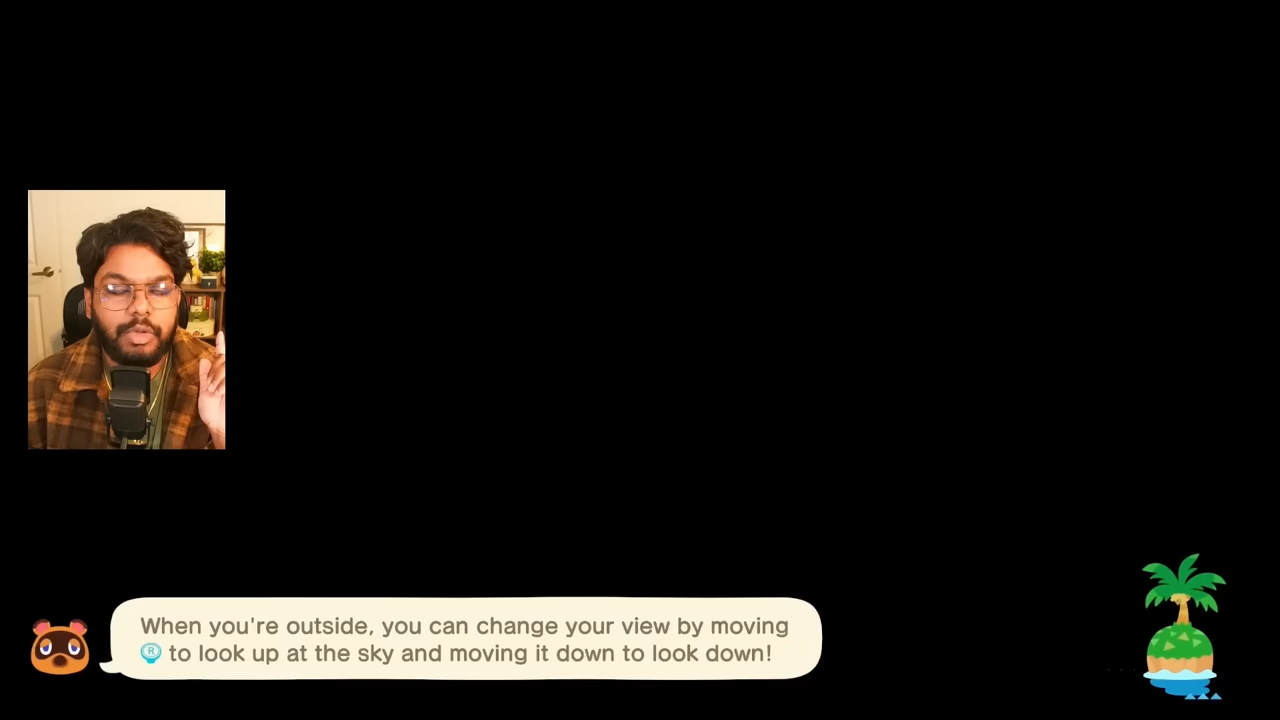 When you're outside, you can change your view by moving
R to look up at the sky and moving it down to look down!